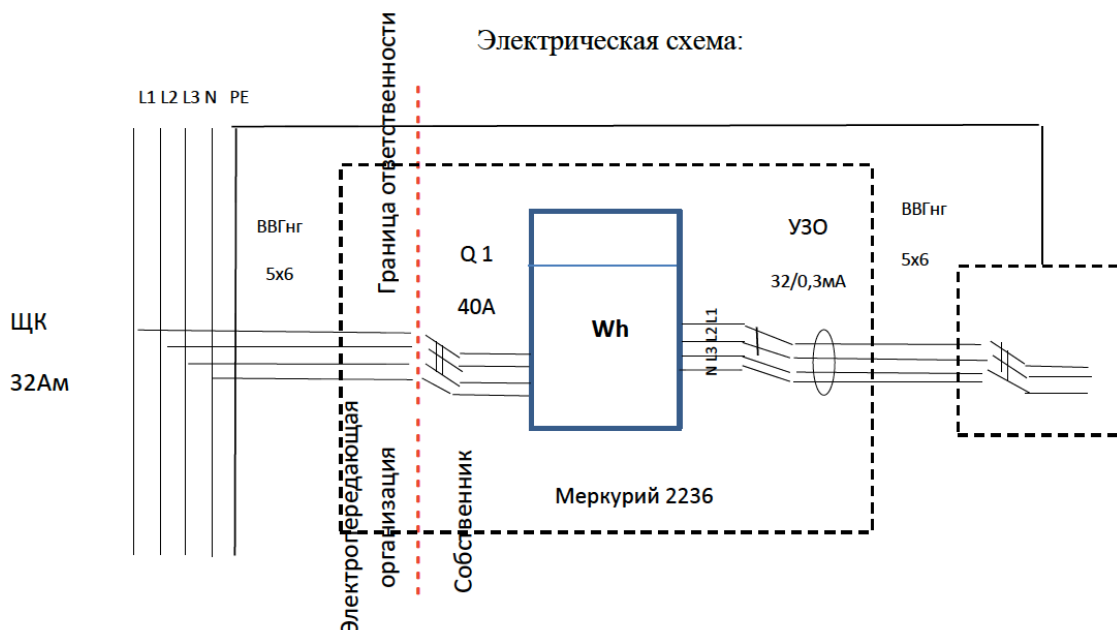 Электрическая схема:
L1 L2 L3 N PE
Граница ответственности
ВВГнг
5х6
Q 1
40А
Wh
L1
L2
L3
N
УЗО
32/0,3мА
ВВГнг
5х6
ЩК
32Ам
Электропередающая
организация
Собственник
Меркурий 2236